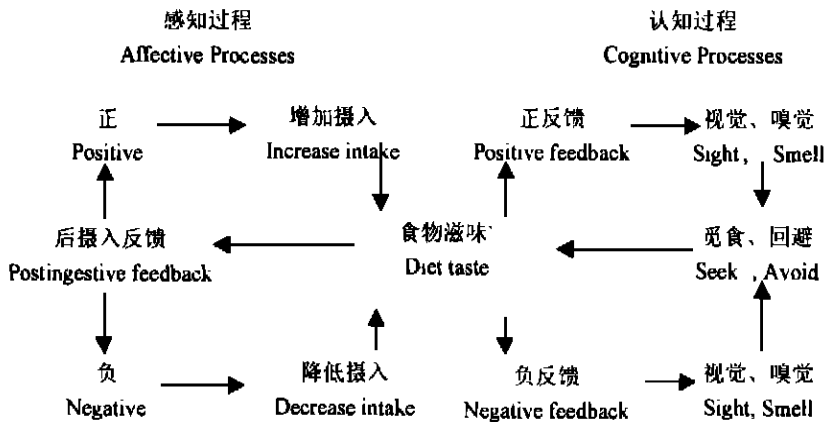 感知过程
Affective Processes
认知过程
Cognitive Processes
正
Positive
增加摄入
Increase intake
正反馈
Positive feedback
视觉、嗅觉
Sight, Smell
后摄入反馈
Postingestive feedback
食物滋味
Diet taste
觅食、回避
Seek ,Avoid
负
Negative
降低摄入
Decrease intake
负反馈
Negative feedback
视觉、嗅觉
Sight, Smell